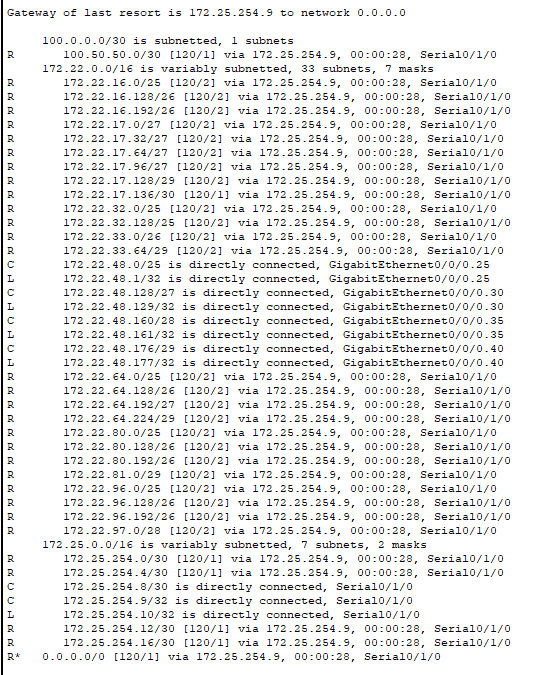 Gateway of last resort is 172.25.254.9 to network 0.0.0.0
100.0.0.0/30 is subnetted, 1 subnets
R 100.50.50.0/30 [120/1] via 172.25.254.9, 00:00:28, Serial0/1/0
172.22.0.0/16 is variably subnetted, 33 subnets, 7 masks
R 172.22.16.0/25 [120/2] via 172.25.254.9, 00:00:28, Serial0/1/0
R 172.22.16.128/26 [120/2] via 172.25.254.9, 00:00:28, Serial0/1/0
R 172.22.16.192/26 [120/2] via 172.25.254.9, 00:00:28, Serial0/1/0
R 172.22.17.0/27 [120/2] via 172.25.254.9, 00:00:28, Serial0/1/0
R 172.22.17.32/27 [120/2] via 172.25.254.9, 00:00:28, Serial0/1/0
R 172.22.17.64/27 [120/2] via 172.25.254.9, 00:00:28, Serial0/1/0
R 172.22.17.96/27 [120/2] via 172.25.254.9, 00:00:28, Serial0/1/0
R 172.22.17.128/29 [120/2] via 172.25.254.9, 00:00:28, Serial0/1/0
R 172.22.17.136/30 [120/1] via 172.25.254.9, 00:00:28, Serial0/1/0
R 172.22.32.0/25 [120/2] via 172.25.254.9, 00:00:28, Serial0/1/0
R 172.22.32.128/25 [120/2] via 172.25.254.9, 00:00:28, Serial0/1/0
R 172.22.33.0/26 [120/2] via 172.25.254.9, 00:00:28, Serial0/1/0
R 172.22.33.64/29 [120/2] via 172.25.254.9, 00:00:28, Serial0/1/0
C 172.22.48.0/25 is directly connected, GigabitEthernet0/0/0.25
L 172.22.48.1/32 is directly connected, GigabitEthernet0/0/0.25
C 172.22.48.128/27 is directly connected, GigabitEthernet0/0/0.30
L 172.22.48.129/32 is directly connected, GigabitEthernet0/0/0.30
C 172.22.48.160/28 is directly connected, GigabitEthernet0/0/0.35
L 172.22.48.161/32 is directly connected, GigabitEthernet0/0/0.35
C 172.22.48.176/29 is directly connected, GigabitEthernet0/0/0.40
L 172.22.48.177/32 is directly connected, GigabitEthernet0/0/0.40
R 172.22.64.0/25 [120/2] via 172.25.254.9, 00:00:28, Serial0/1/0
R 172.22.64.128/26 [120/2] via 172.25.254.9, 00:00:28, Serial0/1/0
R 172.22.64.192/27 [120/2] via 172.25.254.9, 00:00:28, Serial0/1/0
R 172.22.64.224/29 [120/2] via 172.25.254.9, 00:00:28, Serial0/1/0
R 172.22.80.0/25 [120/2] via 172.25.254.9, 00:00:28, Serial0/1/0
R 172.22.80.128/26 [120/2] via 172.25.254.9, 00:00:28, Serial0/1/0
R 172.22.80.192/26 [120/2] via 172.25.254.9, 00:00:28, Serial0/1/0
R 172.22.81.0/29 [120/2] via 172.25.254.9, 00:00:28, Serial0/1/0
R 172.22.96.0/25 [120/2] via 172.25.254.9, 00:00:28, Serial0/1/0
R 172.22.96.128/26 [120/2] via 172.25.254.9, 00:00:28, Serial0/1/0
R 172.22.96.192/26 [120/2] via 172.25.254.9, 00:00:28, Serial0/1/0
R 172.22.97.0/28 [120/2] via 172.25.254.9, 00:00:28, Serial0/1/0
172.25.0.0/16 is variably subnetted, 7 subnets, 2 masks
R 172.25.254.0/30 [120/1] via 172.25.254.9, 00:00:28, Serial0/1/0
R 172.25.254.4/30 [120/1] via 172.25.254.9, 00:00:28, Serial0/1/0
C 172.25.254.8/30 is directly connected, Serial0/1/0
C 172.25.254.9/32 is directly connected, Serial0/1/0
L 172.25.254.10/32 is directly connected, Serial0/1/0
R 172.25.254.12/30 [120/1] via 172.25.254.9, 00:00:28, Serial0/1/0
R 172.25.254.16/30 [120/1] via 172.25.254.9, 00:00:28, Serial0/1/0
R* 0.0.0.0/0 [120/1] via 172.25.254.9, 00:00:28, Serial0/1/0